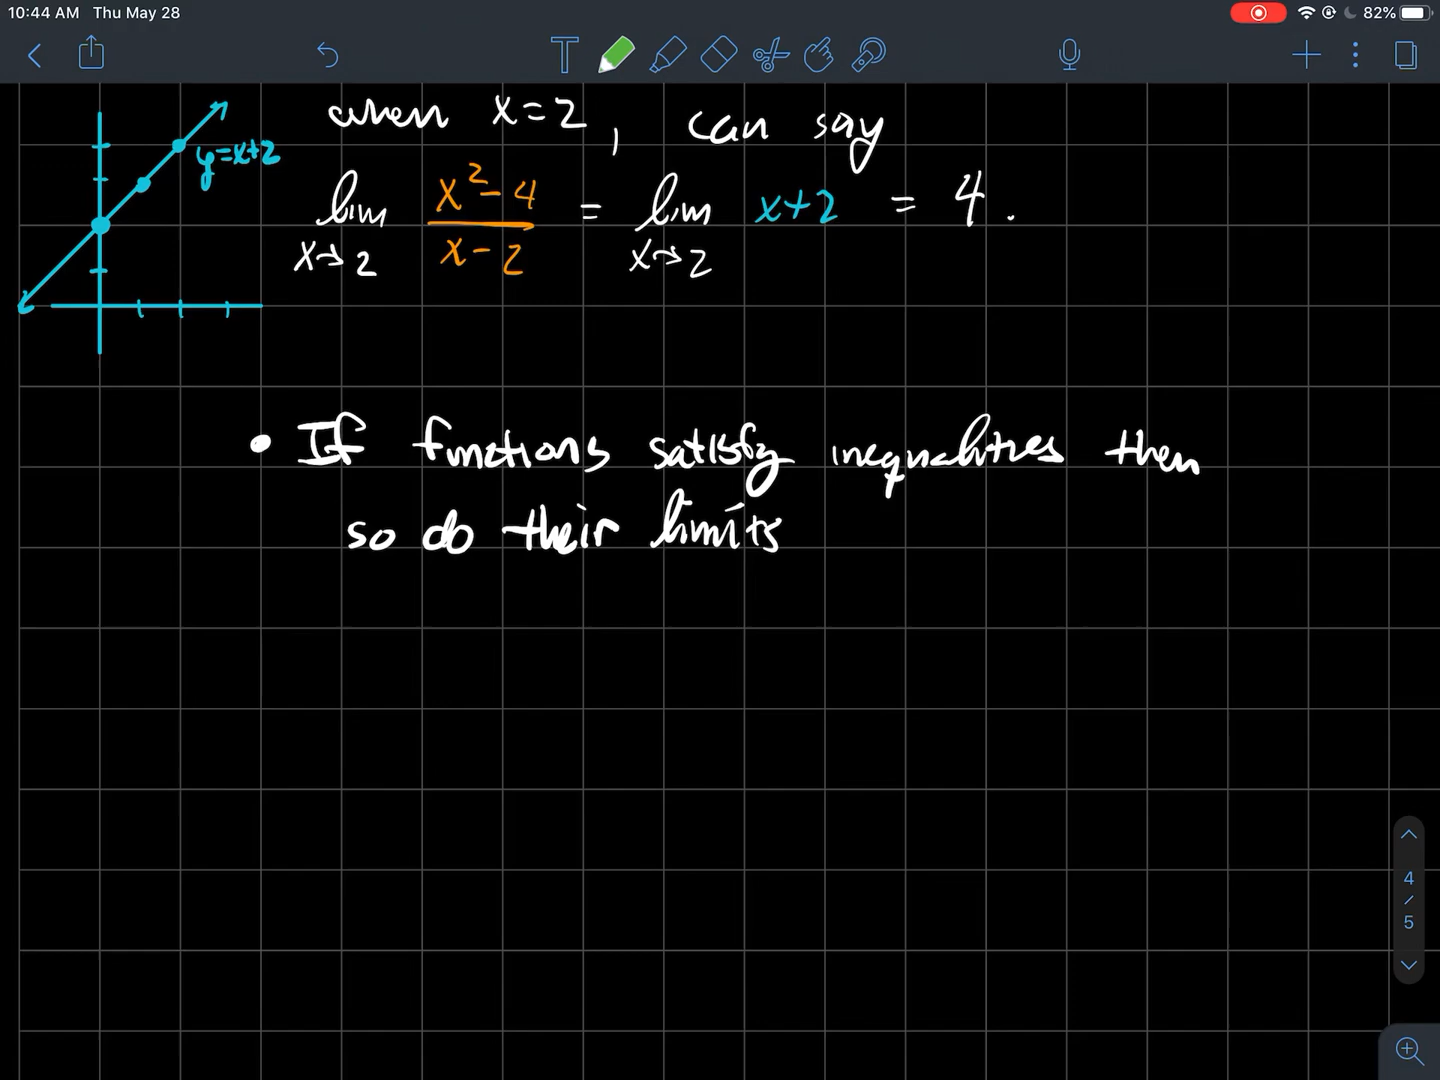 10:44 AM Thu May 28
82%
T
when x=2, can say
y=x+2
lim x→2 x²-4 / x-2 = lim x→2 x+2 = 4.
• If functions satisfy inequalities then
so do their limits
4
/
5